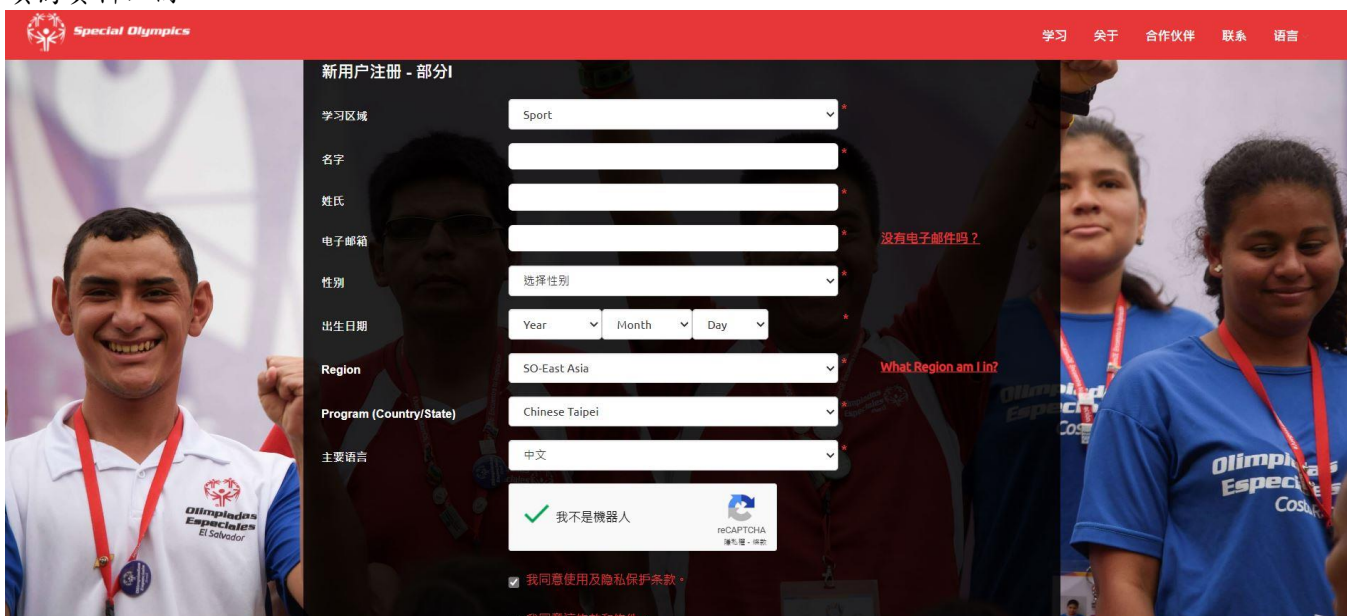 Special Olympics
学习 关于 合作伙伴 联系 语言
新用户注册 - 部分I
学习区域 Sport *
名字 *
姓氏 *
电子邮箱 * 没有电子邮件吗？
性别 选择性别 *
出生日期 Year Month Day *
Region SO-East Asia * What Region am I in?
Program (Country/State) Chinese Taipei *
主要语言 中文 *
我不是機器人
reCAPTCHA
隱私權 - 條款
我同意使用及隐私保护条款。
Olimpiadas
Especiales
El Salvador
Olimpiadas
Especiales